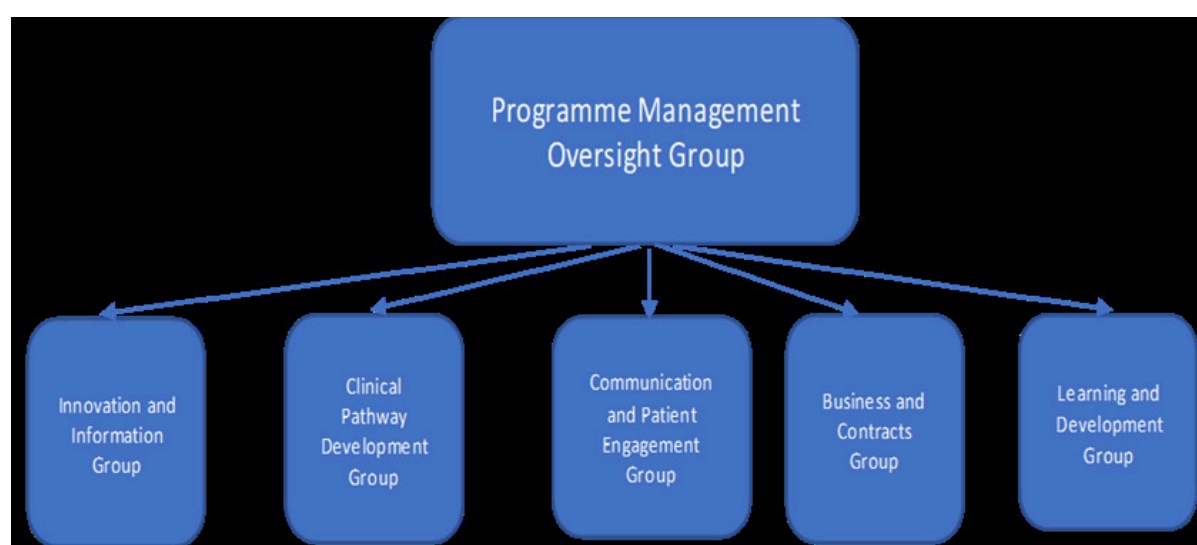 Programme Management
Oversight Group
Innovation and
Information
Group
Clinical
Pathway
Development
Group
Communication
and Patient
Engagement
Group
Business and
Contracts
Group
Learning and
Development
Group